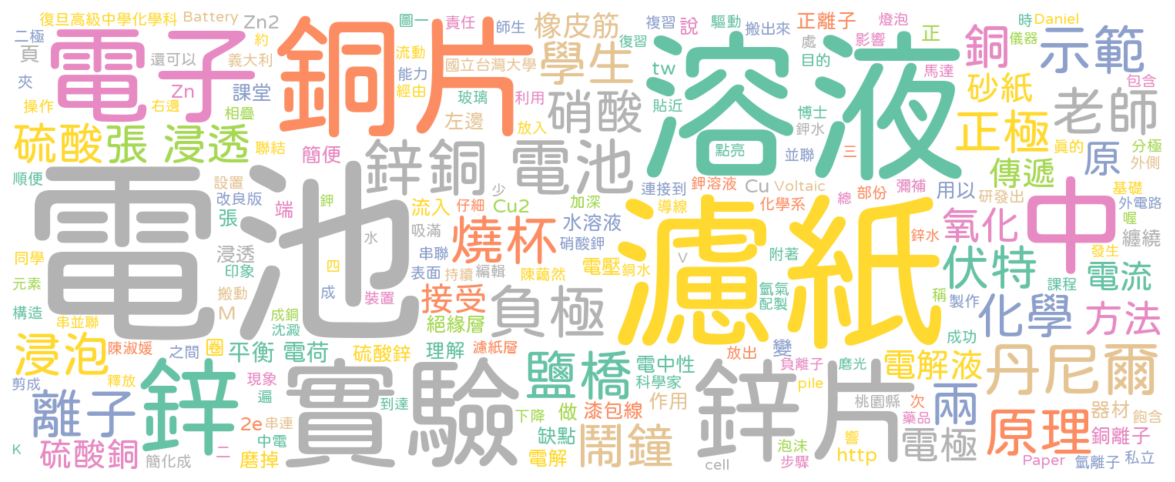 復旦高級中學化學科 Battery Zn2 圖一 責任 師生 橡皮筋 複習 說 驅動 搬出來 正離子 燈泡 時 Daniel
二極 電子 約 銅片 流動 復習 溶液 處 影響 正 銅 儀器 示範
頁 還可以 義大利 能力 國立台灣大學 學生 tw 目的 馬達 包含
夾 Zn 課堂 經由 玻璃 利用 硝酸 貼近 博士 砂紙 老師
操作 右邊 相疊 左邊 放入 鉀水 正極
硫酸 張 浸透 聯結 簡便 鋅銅 電池 點亮 並聯 三 原 分極
順便 設置 端 少 連接到 鉀溶液 Cu Voltaic 部份 彌補 傳遞 真的 外側
電池 改良版 鉀 流入 仔細 Cu2 加深 導線 化學系 總 用以 研發出 基礎
張 吸滿 燒杯 水溶液 濾紙 氧化 中 外電路 喔
浸透 水 串聯 硝酸鉀 V 附著 鋅水 伏特 纏繞
同學 印象 四 表面 持續 編輯 陳藹然 電壓 銅水 氫氣 發生
元素 搬動 成 裝置 接受 負極 配製 稱 製作 課程 電流
構造 串並聯 M 成銅 絕緣層 化學 成功 方法
浸泡 陳淑媛 之間 圈 平衡 電荷 沈澱 硫酸鋅 理解 濾紙層 電中性 放出 變 負離子 磨光 電解液 丹尼爾
剪成 釋放 鋅 現象 實驗 鹽橋 科學家 鋅片 pile 桃園縣 兩
離子 遍 到達 下降 做 漆包線 作用 次 原理 器材 飽含
2e 串連 缺點 藥品 銅離子
K 硫酸銅 簡化成 二 中電 磨掉 電解 鬧鐘 cell 泡沫 步驟 響 http 電極 Paper 氫離子 私立